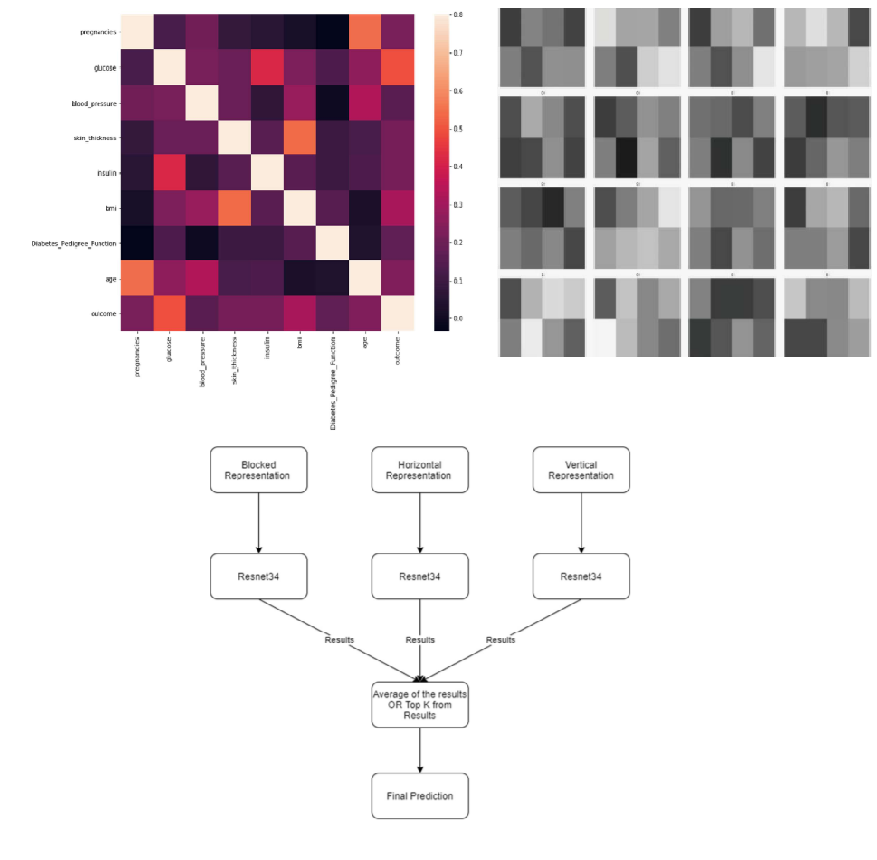 pregnancies
glucose
blood_pressure
skin_thickness
insulin
bmi
Diabetes_Pedigree_Function
age
outcome
0.8
0.7
0.6
0.5
0.4
0.3
0.2
0.1
0.0
pregnancies
glucose
blood_pressure
skin_thickness
insulin
bmi
Diabetes_Pedigree_Function
age
outcome
Blocked
Representation
Horizontal
Representation
Vertical
Representation
Resnet34
Resnet34
Resnet34
Results
Results
Results
Average of the results
OR Top K from
Results
Final Prediction